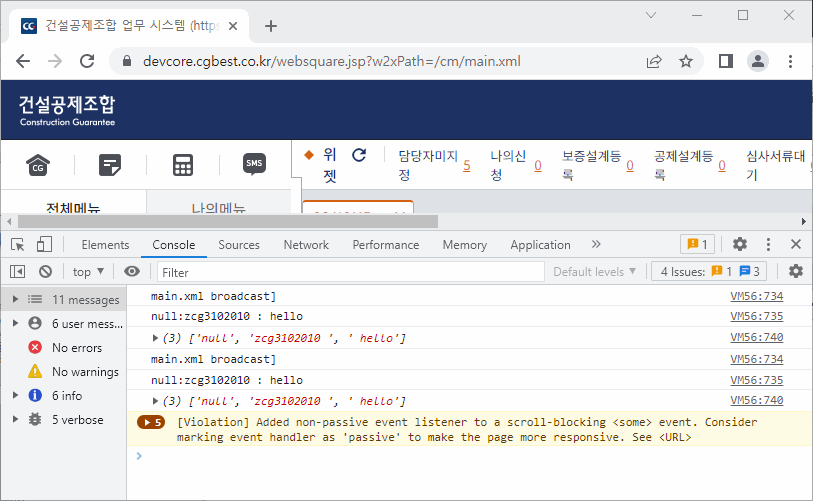 건설공제조합 업무 시스템 (https
devcore.cgbest.co.kr/websquare.jsp?w2xPath=/cm/main.xml
건설공제조합
Construction Guarantee
CG
SMS
위젯
담당자미지정 5
나의신청 0
보증설계등록 0
공제설계등록 0
심사서류대기
전체메뉴
나의메뉴
Elements
Console
Sources
Network
Performance
Memory
Application
»
1
top ▼
Filter
Default levels ▼
4 Issues: 1 3
11 messages
6 user mess...
No errors
No warnings
6 info
5 verbose
main.xml broadcast] VM56:734
null:zcg3102010 : hello VM56:735
(3) ['null', 'zcg3102010 ', ' hello'] VM56:740
main.xml broadcast] VM56:734
null:zcg3102010 : hello VM56:735
(3) ['null', 'zcg3102010 ', ' hello'] VM56:740
5 [Violation] Added non-passive event listener to a scroll-blocking <some> event. Consider
marking event handler as 'passive' to make the page more responsive. See <URL>